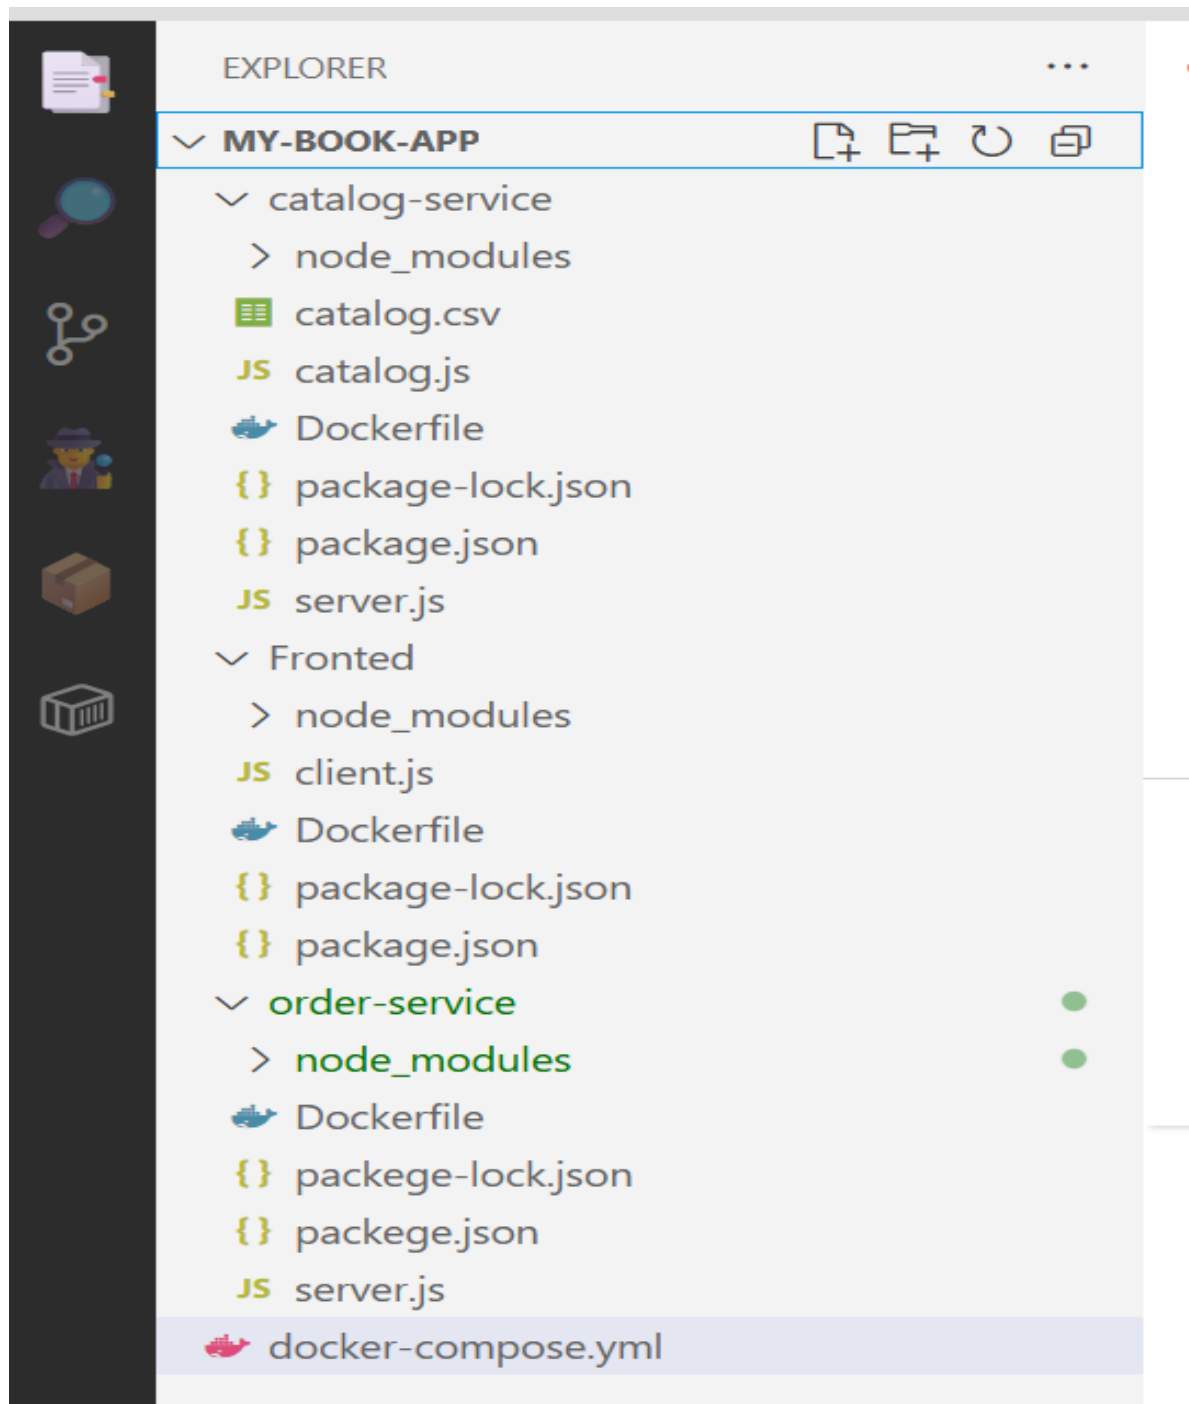 EXPLORER
MY-BOOK-APP
catalog-service
node_modules
catalog.csv
JS catalog.js
Dockerfile
{} package-lock.json
{} package.json
JS server.js
Fronted
node_modules
JS client.js
Dockerfile
{} package-lock.json
{} package.json
order-service
node_modules
Dockerfile
{} packege-lock.json
{} packege.json
JS server.js
docker-compose.yml